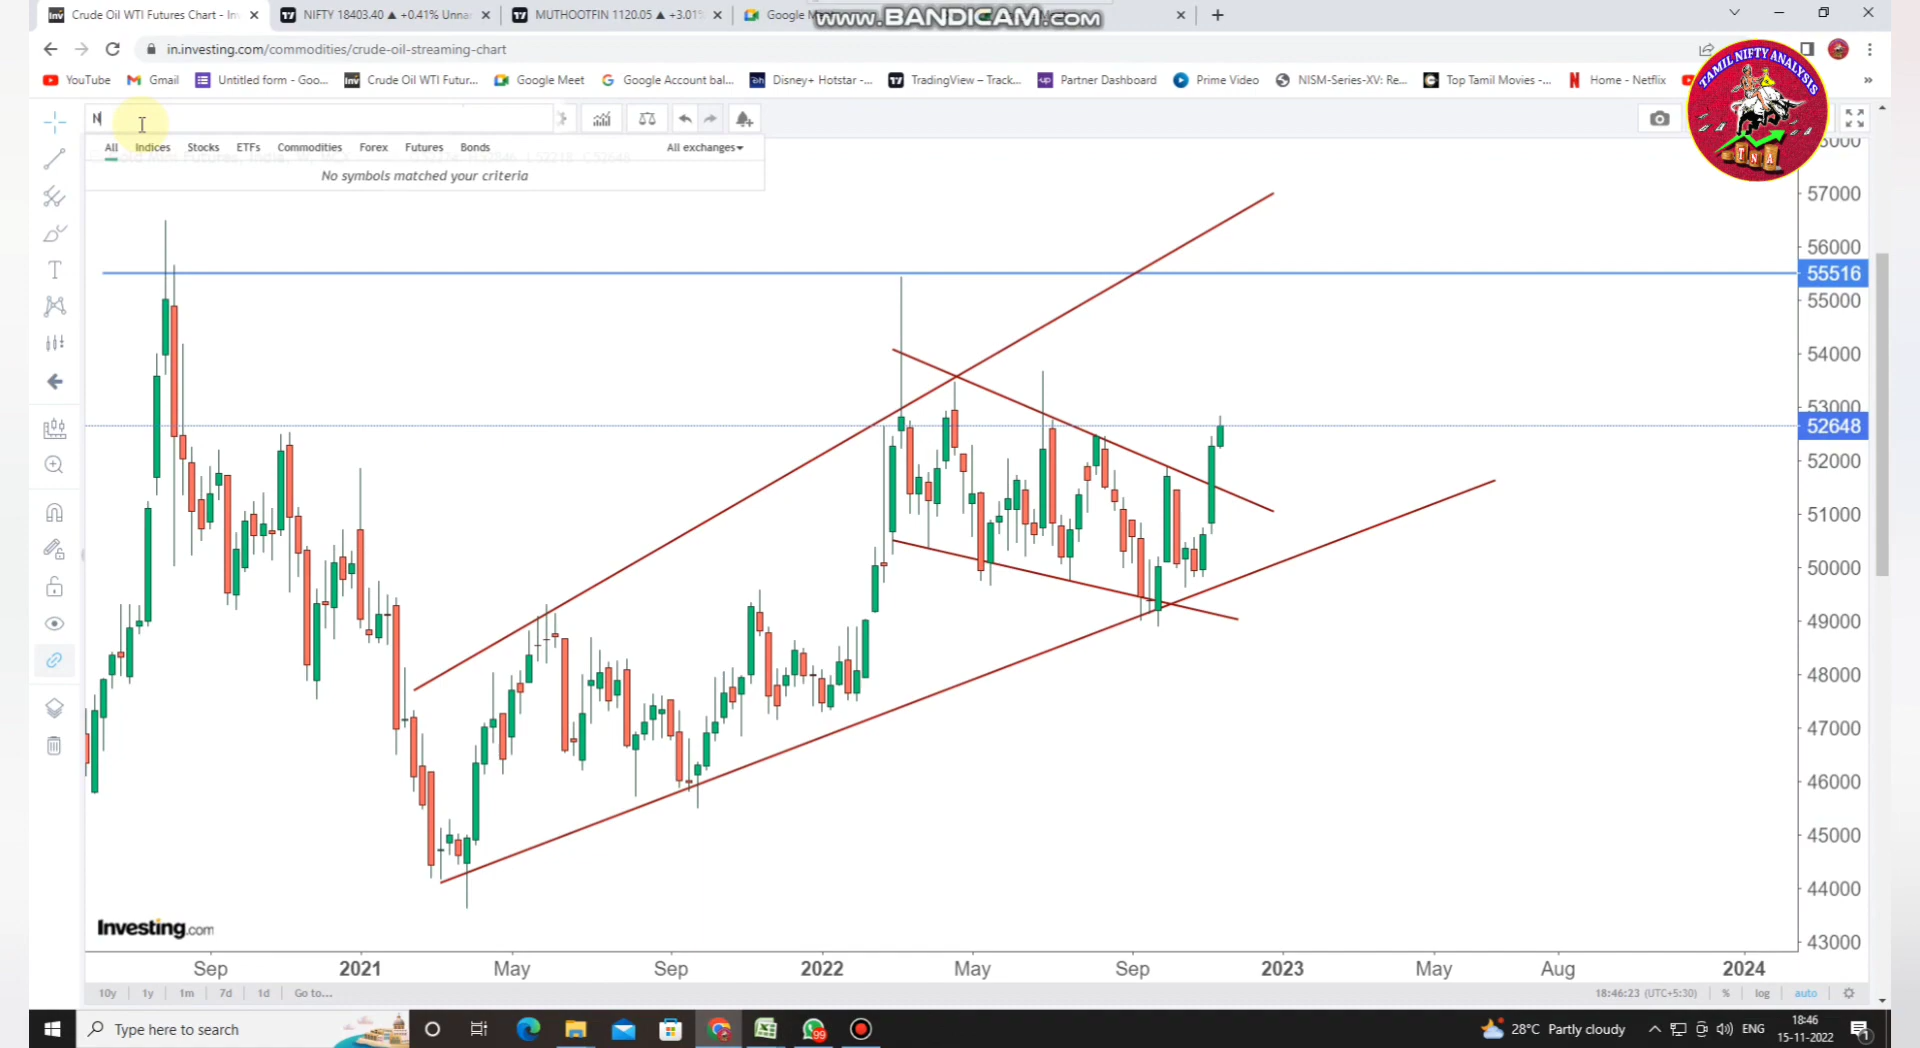 Crude Oil WTI Futures Chart - In
NIFTY 18403.40 ▲ +0.41% Unna
MUTHOOTFIN 1120.05 ▲ +3.01%
Google
www.BANDICAM.com
in.investing.com/commodities/crude-oil-streaming-chart
YouTube
Gmail
Untitled form - Goo...
Crude Oil WTI Futur...
Google Meet
Google Account bal...
Disney+ Hotstar -...
TradingView – Track...
Partner Dashboard
Prime Video
NISM-Series-XV: Re...
Top Tamil Movies -...
Home - Netflix
TAMIL NIFTY ANALYSIS
T N A
N
All
Indices
Stocks
ETFs
Commodities
Forex
Futures
Bonds
All exchanges
No symbols matched your criteria
57000
56000
55516
55000
54000
53000
52648
52000
51000
50000
49000
48000
47000
46000
45000
44000
43000
Investing.com
Sep
2021
May
Sep
2022
May
Sep
2023
May
Aug
2024
10y
1y
1m
7d
1d
Go to...
18:46:23 (UTC+5:30)
%
log
auto
Type here to search
99
28°C Partly cloudy
ENG
18:46
15-11-2022
1